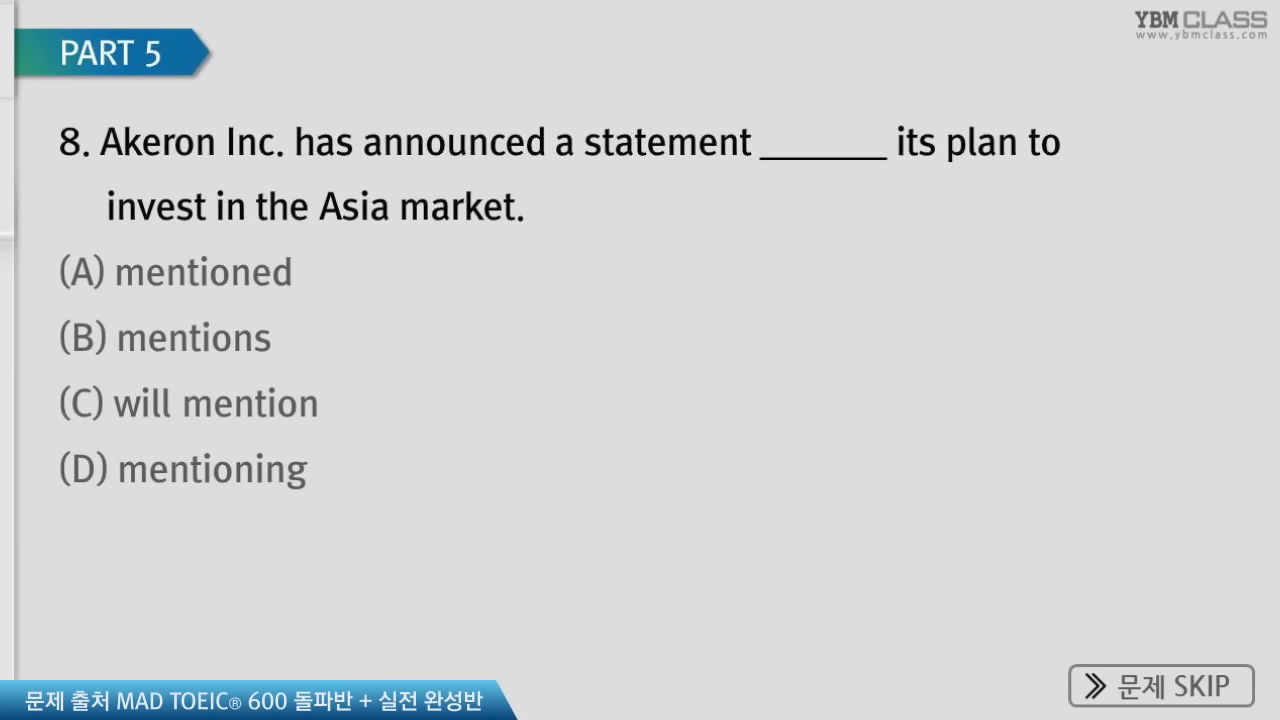 YBM CLASS
www.ybmclass.com
PART 5
8. Akeron Inc. has announced a statement ______ its plan to
invest in the Asia market.
(A) mentioned
(B) mentions
(C) will mention
(D) mentioning
문제 출처 MAD TOEIC® 600 돌파반 + 실전 완성반
문제 SKIP